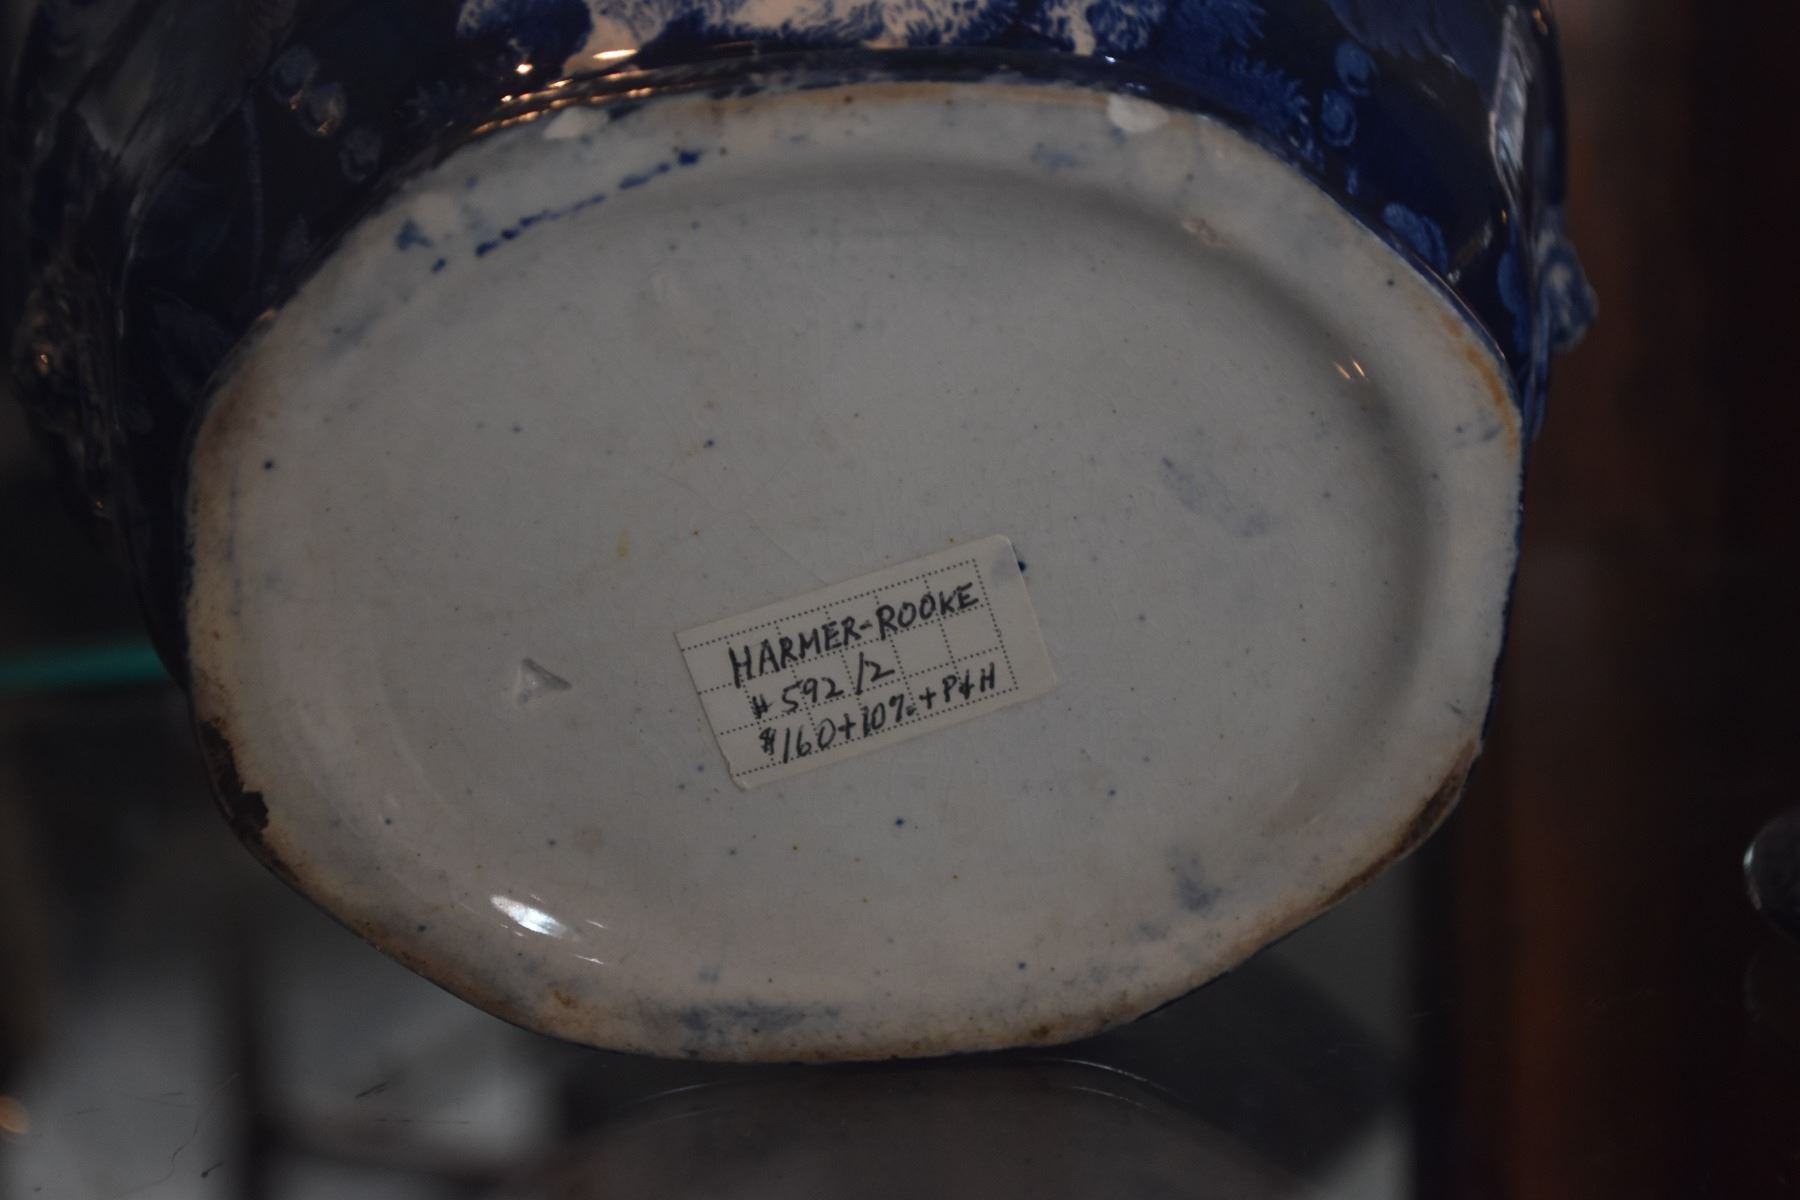 HARMER-ROOKE
# 592/2
$160+10%+P&H